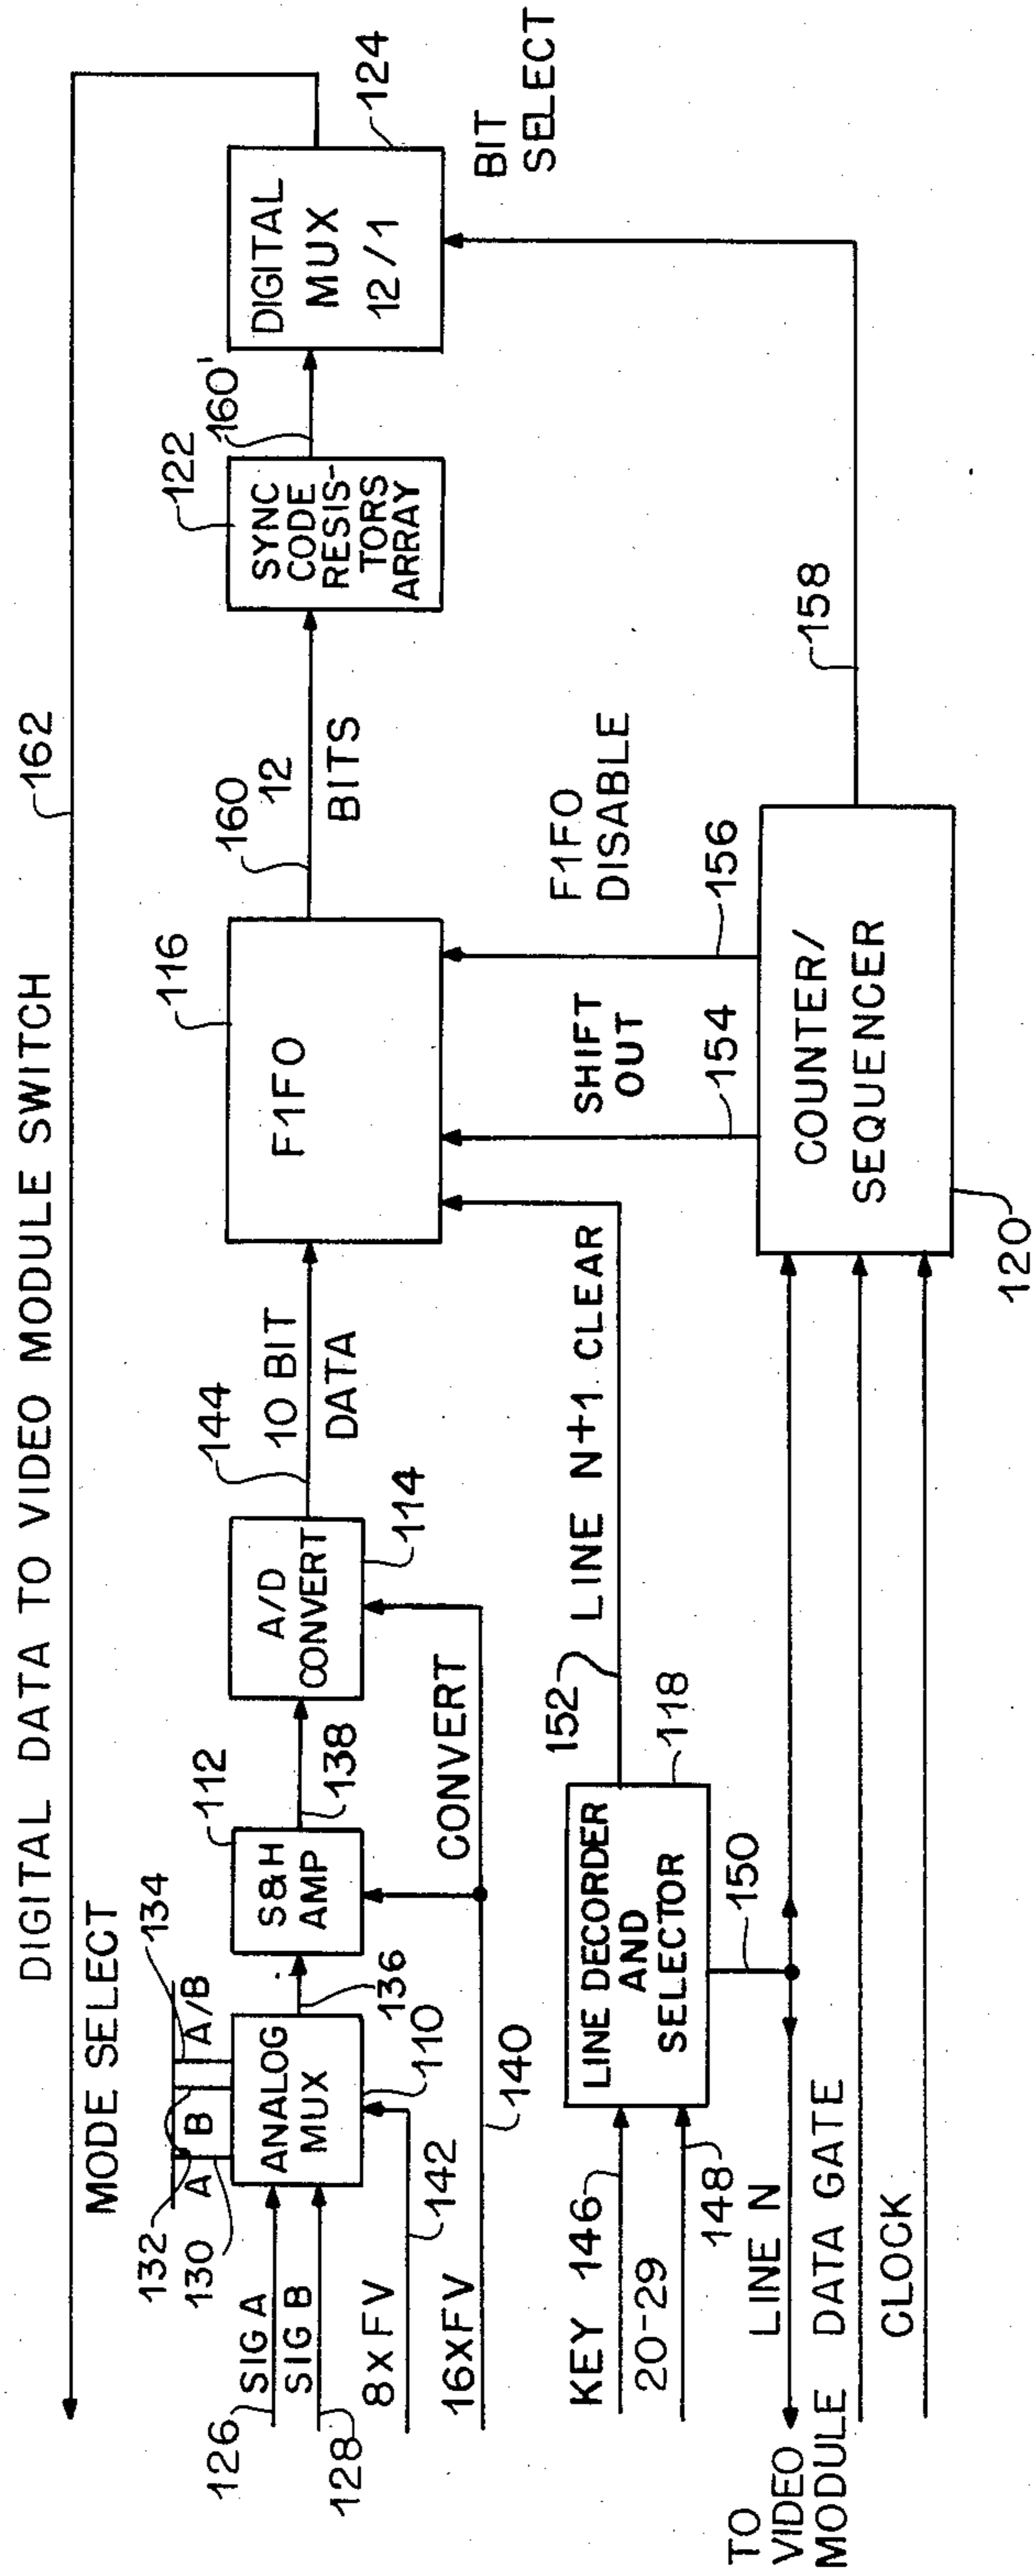 DIGITAL DATA TO VIDEO MODULE SWITCH
162
MODE SELECT
132
130
A
B
A/B
134
126
SIG A
128
SIG B
8XFV
142
16XFV
140
ANALOG
MUX
110
136
S&H
AMP
112
138
CONVERT
A/D
CONVERT
114
144
10 BIT
DATA
F1FO
116
160
12
BITS
SYNC
CODE
RESIS-
TORS
ARRAY
122
160'
DIGITAL
MUX
12/1
124
BIT
SELECT
KEY 146
20-29
148
LINE DECORDER
AND
SELECTOR
118
150
152
LINE N+1 CLEAR
SHIFT
OUT
154
F1FO
DISABLE
156
158
COUNTER/
SEQUENCER
120
LINE N
TO
VIDEO
MODULE
DATA GATE
CLOCK